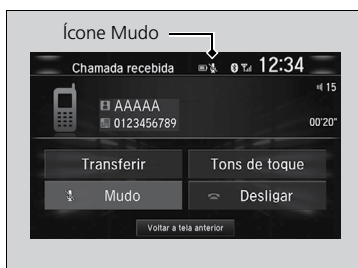 Ícone Mudo
Chamada recebida 12:34
15
AAAAA
0123456789 00'20"
Transferir Tons de toque
Mudo Desligar
Voltar a tela anterior